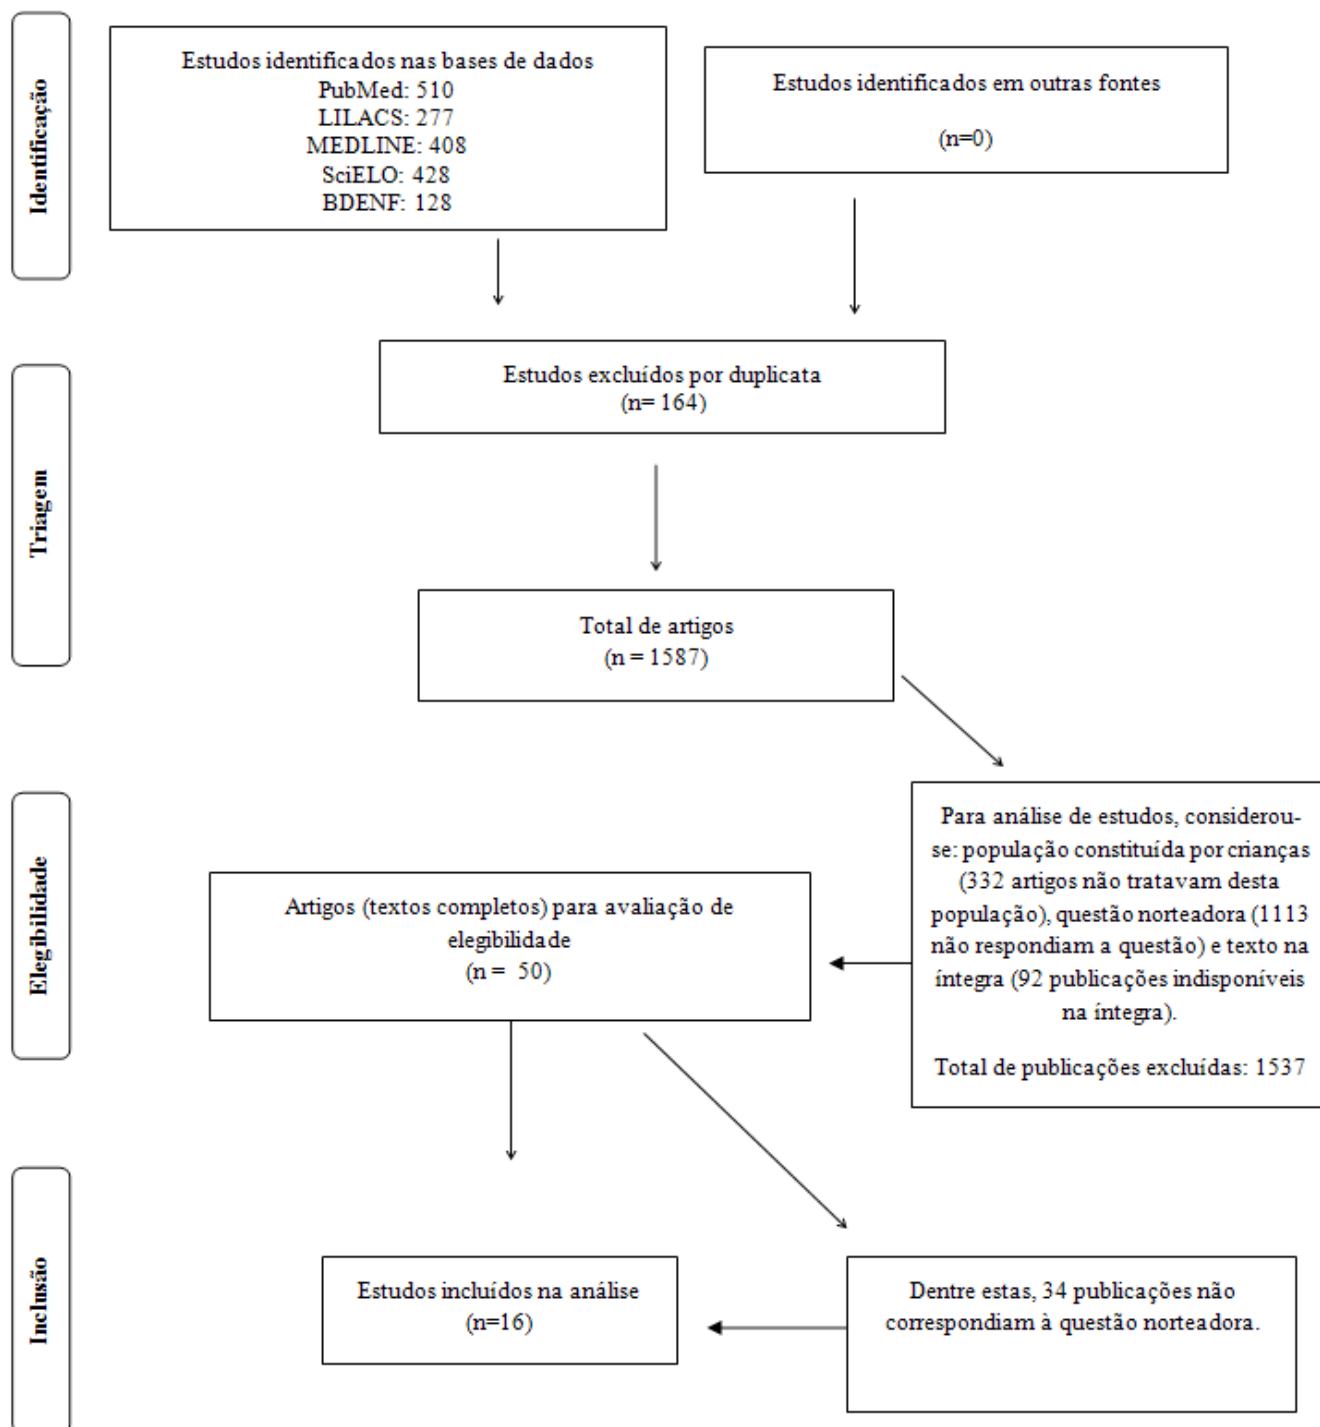 Identificação
Estudos identificados nas bases de dados
PubMed: 510
LILACS: 277
MEDLINE: 408
SciELO: 428
BDENF: 128
Estudos identificados em outras fontes
(n=0)
Triagem
Estudos excluídos por duplicata
(n= 164)
Total de artigos
(n = 1587)
Elegibilidade
Artigos (textos completos) para avaliação de
elegibilidade
(n =  50)
Para análise de estudos, considerou-
se: população constituída por crianças
(332 artigos não tratavam desta
população), questão norteadora (1113
não respondiam a questão) e texto na
íntegra (92 publicações indisponíveis
na íntegra).
Total de publicações excluídas: 1537
Inclusão
Estudos incluídos na análise
(n=16)
Dentre estas, 34 publicações não
correspondiam à questão norteadora.